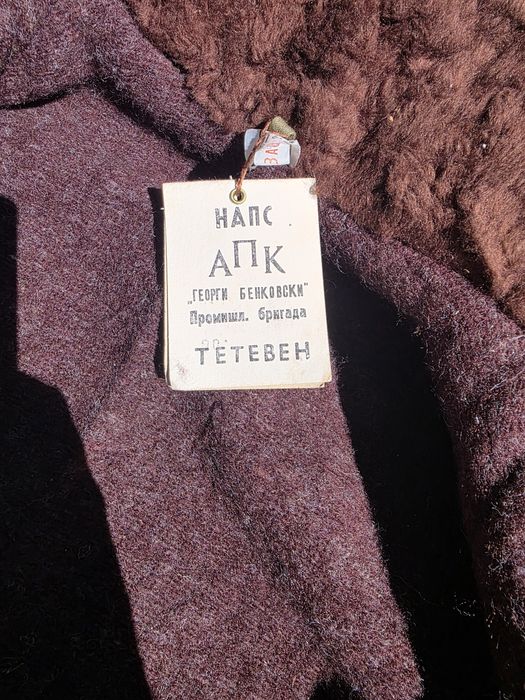 НАПС
АПК
„ГЕОРГИ БЕНКОВСКИ"
Промишл. бригада
ТЕТЕВЕН